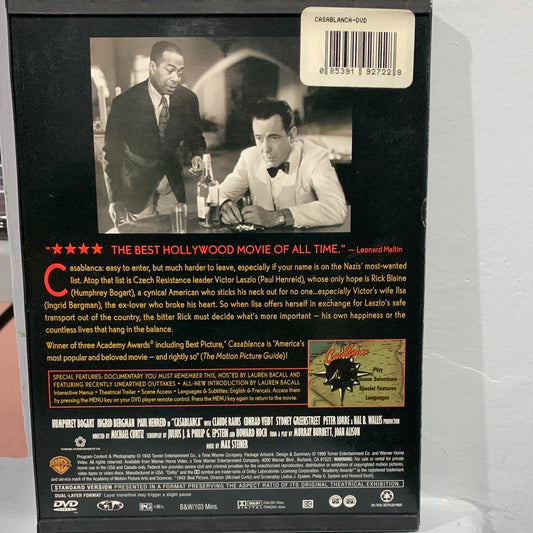 CASABLANCA-DVD
0 85391 92722 8
"★★★★ THE BEST HOLLYWOOD MOVIE OF ALL TIME." – Leonard Maltin
Casablanca: easy to enter, but much harder to leave, especially if your name is on the Nazis' most-wanted
list. Atop that list is Czech Resistance leader Victor Laszlo (Paul Henreid), whose only hope is Rick Blaine
(Humphrey Bogart), a cynical American who sticks his neck out for no one...especially Victor's wife Ilsa
(Ingrid Bergman), the ex-lover who broke his heart. So when Ilsa offers herself in exchange for Laszlo's safe
transport out of the country, the bitter Rick must decide what's more important – his own happiness or the
countless lives that hang in the balance.
Winner of three Academy Awards® including Best Picture, Casablanca is "America's
most popular and beloved movie – and rightly so" (The Motion Picture Guide)!
SPECIAL FEATURES: DOCUMENTARY YOU MUST REMEMBER THIS, HOSTED BY LAUREN BACALL
AND FEATURING RECENTLY UNEARTHED OUTTAKES • ALL-NEW INTRODUCTION BY LAUREN BACALL
Interactive Menus • Theatrical Trailer • Scene Access • Languages & Subtitles: English & Français. Access them
by pressing the MENU key on your DVD player remote control. Press the MENU key again to return to the movie.
Casablanca
Play
Scene Selections
Special Features
Languages
HUMPHREY BOGART INGRID BERGMAN PAUL HENREID IN "CASABLANCA" WITH CLAUDE RAINS CONRAD VEIDT SYDNEY GREENSTREET PETER LORRE A HAL B. WALLIS PRODUCTION
DIRECTED BY MICHAEL CURTIZ SCREENPLAY BY JULIUS J. & PHILIP G. EPSTEIN AND HOWARD KOCH FROM A PLAY BY MURRAY BURNETT, JOAN ALISON
MUSIC BY MAX STEINER
STANDARD VERSION PRESENTED IN A FORMAT PRESERVING THE ASPECT RATIO OF ITS ORIGINAL THEATRICAL EXHIBITION.
DUAL-LAYER FORMAT Layer transition may trigger a slight pause.
DVD
PG
B&W/103 Mins.
DOLBY